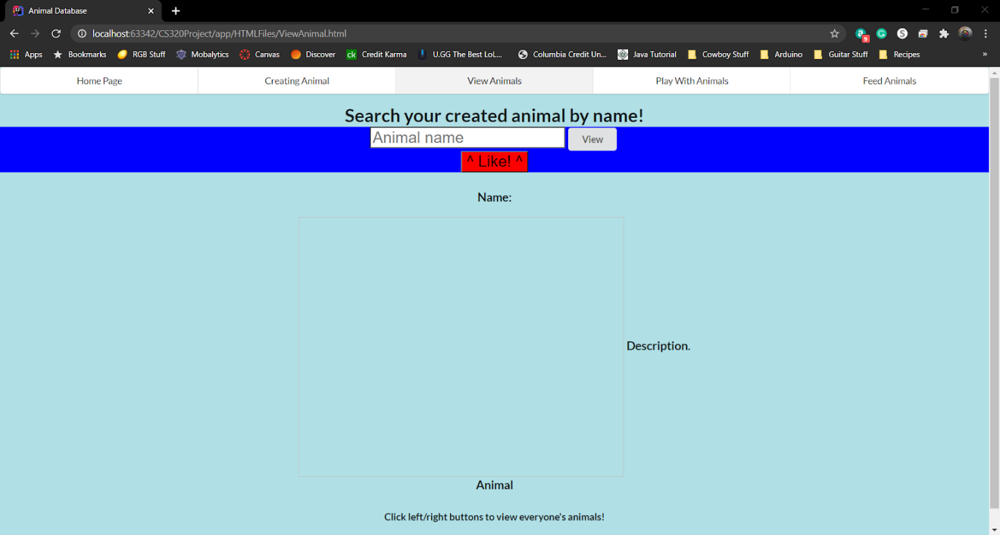 Animal Database
localhost:63342/CS320Project/app/HTMLFiles/ViewAnimal.html
9
Apps Bookmarks RGB Stuff Mobalytics Canvas Discover ck Credit Karma U.GG The Best LoL... Columbia Credit Un... Java Tutorial Cowboy Stuff Arduino Guitar Stuff Recipes »
Home Page Creating Animal View Animals Play With Animals Feed Animals
Search your created animal by name!
Animal name View
^ Like! ^
Name:
Description.
Animal
Click left/right buttons to view everyone's animals!